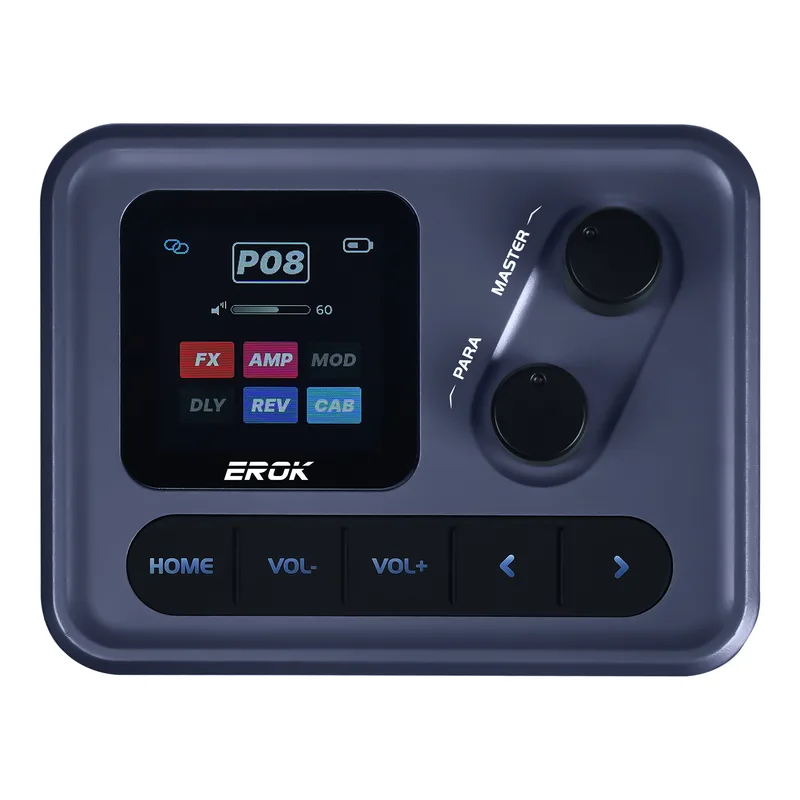 P08
60
FX AMP MOD
DLY REV CAB
EROK
MASTER
PARA
HOME VOL- VOL+ < >